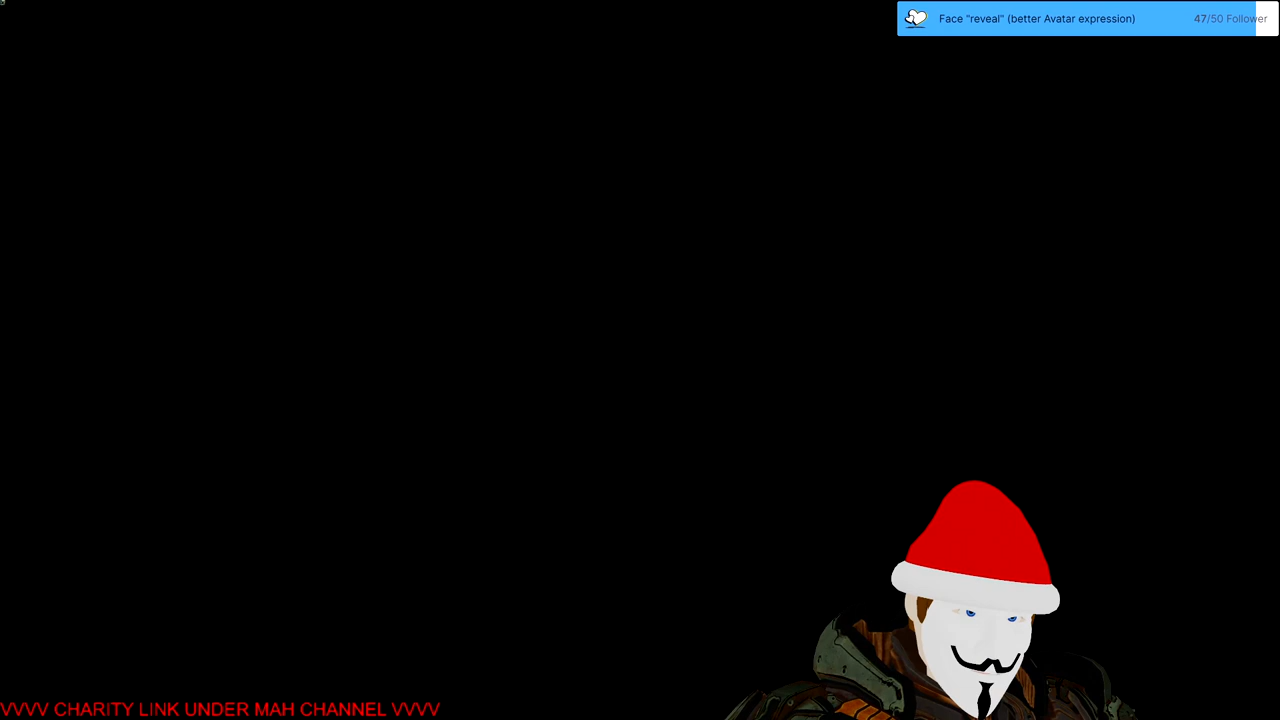 Face "reveal" (better Avatar expression) 47/50 Follower
VVVV CHARITY LINK UNDER MAH CHANNEL VVVV